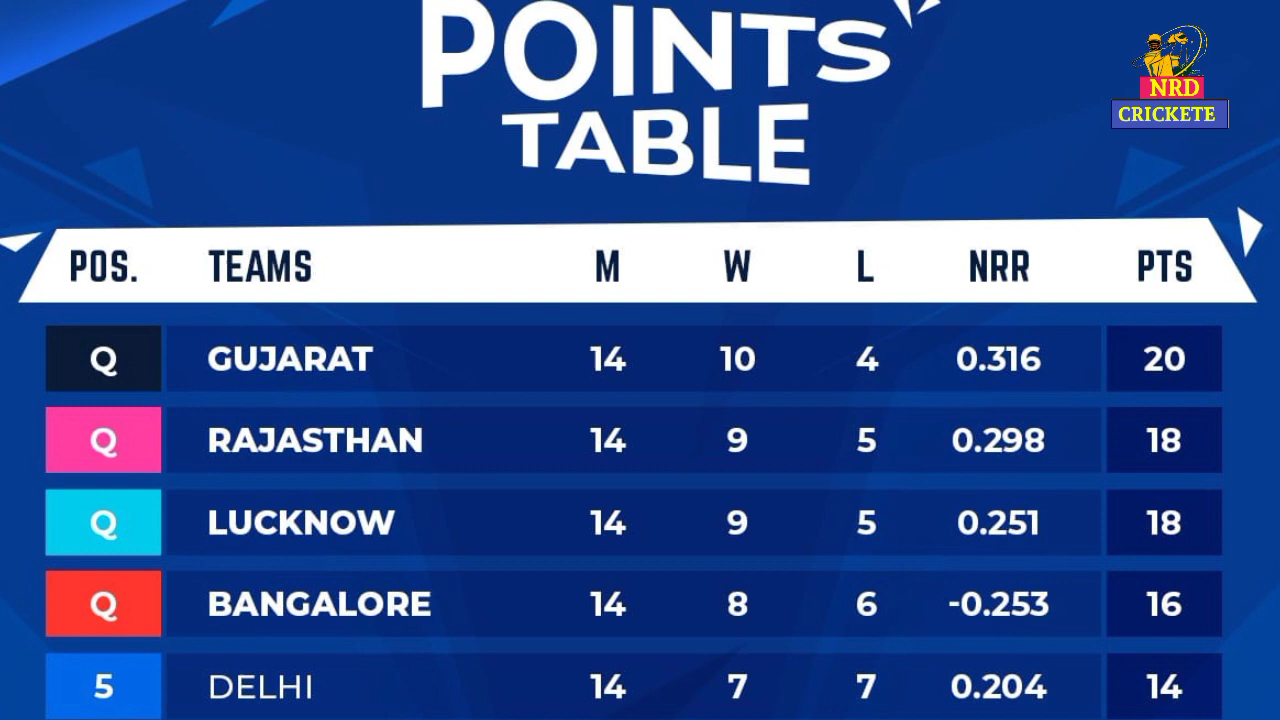 POINTS
TABLE
NRD
CRICKETE
POS. TEAMS M W L NRR PTS
Q GUJARAT 14 10 4 0.316 20
Q RAJASTHAN 14 9 5 0.298 18
Q LUCKNOW 14 9 5 0.251 18
Q BANGALORE 14 8 6 -0.253 16
5 DELHI 14 7 7 0.204 14